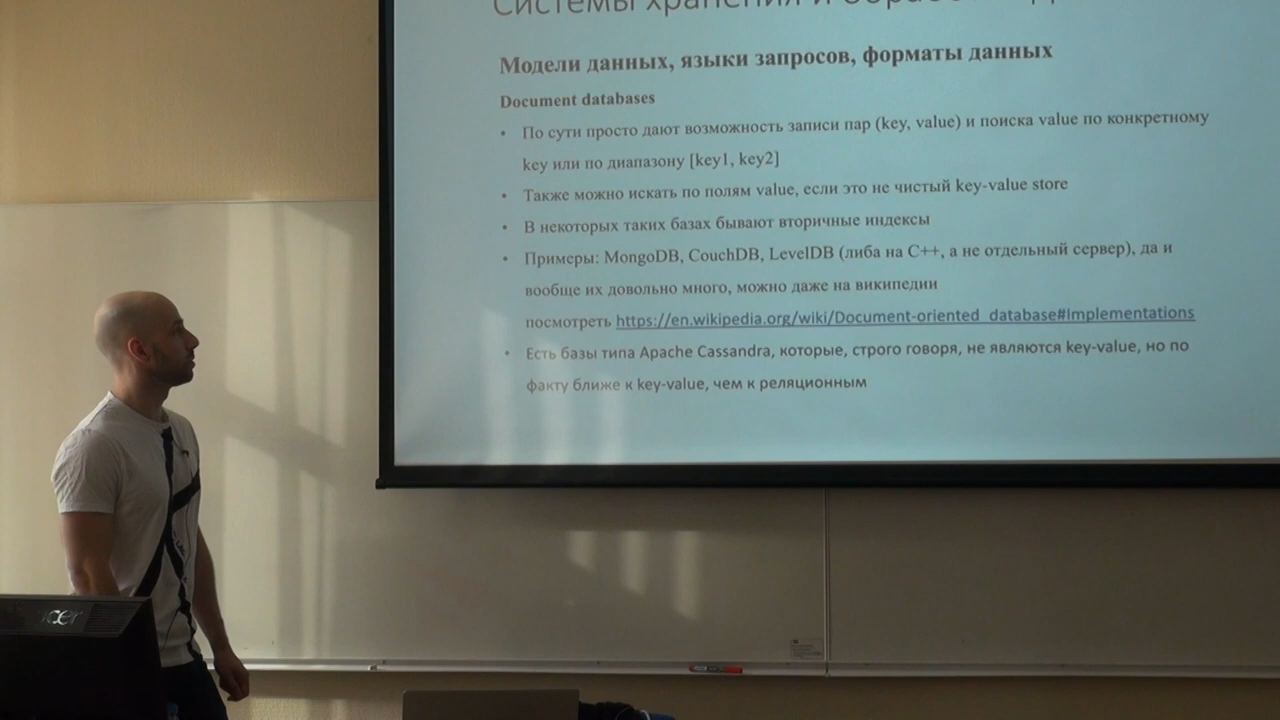 Системы хранения и
Модели данных, языки запросов, форматы данных
Document databases
• По сути просто дают возможность записи пар (key, value) и поиска value по конкретному
key или по диапазону [key1, key2]
• Также можно искать по полям value, если это не чистый key-value store
• В некоторых таких базах бывают вторичные индексы
• Примеры: MongoDB, CouchDB, LevelDB (либа на C++, а не отдельный сервер), да и
вообще их довольно много, можно даже на википедии
посмотреть https://en.wikipedia.org/wiki/Document-oriented_database#Implementations
• Есть базы типа Apache Cassandra, которые, строго говоря, не являются key-value, но по
факту ближе к key-value, чем к реляционным
acer